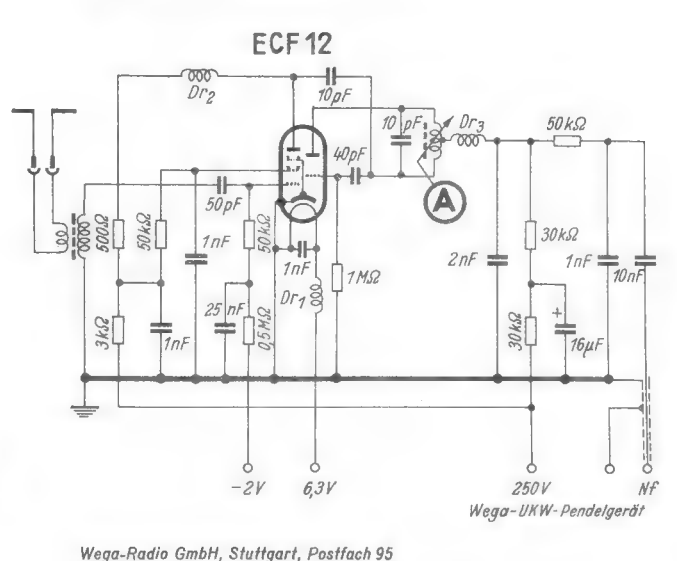 ECF 12
Dr2
10pF
10 pF
Dr3
50kΩ
40pF
A
50pF
500Ω
50kΩ
1nF
50kΩ
1nF
1MΩ
2nF
30kΩ
1nF
10nF
Dr1
3kΩ
1nF
25 nF
0,5MΩ
30kΩ
+
16µF
-2V
6,3V
250V
Nf
Wega-UKW-Pendelgerät
Wega-Radio GmbH, Stuttgart, Postfach 95